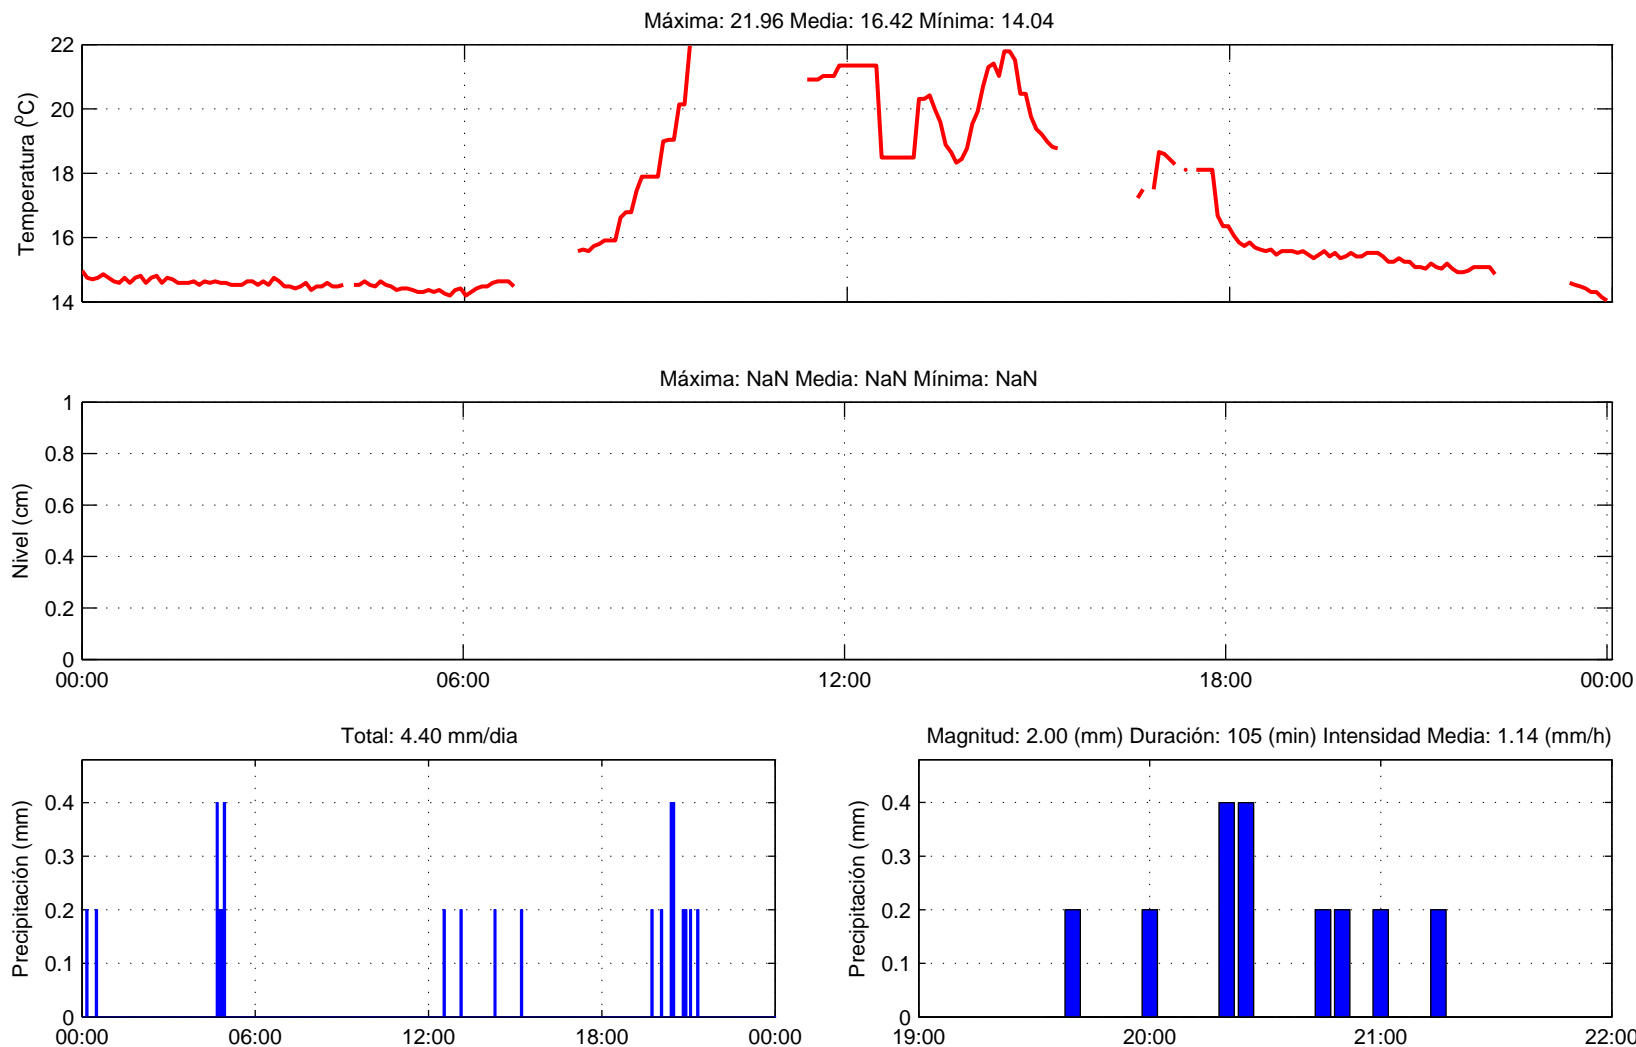 Máxima: 21.96 Media: 16.42 Mínima: 14.04
Temperatura (ºC)
22
20
18
16
14
Máxima: NaN Media: NaN Mínima: NaN
Nivel (cm)
1
0.8
0.6
0.4
0.2
0
00:00 06:00 12:00 18:00 00:00
Total: 4.40 mm/dia
Precipitación (mm)
0.4
0.3
0.2
0.1
0
00:00 06:00 12:00 18:00 00:00
Magnitud: 2.00 (mm) Duración: 105 (min) Intensidad Media: 1.14 (mm/h)
Precipitación (mm)
0.4
0.3
0.2
0.1
0
19:00 20:00 21:00 22:00